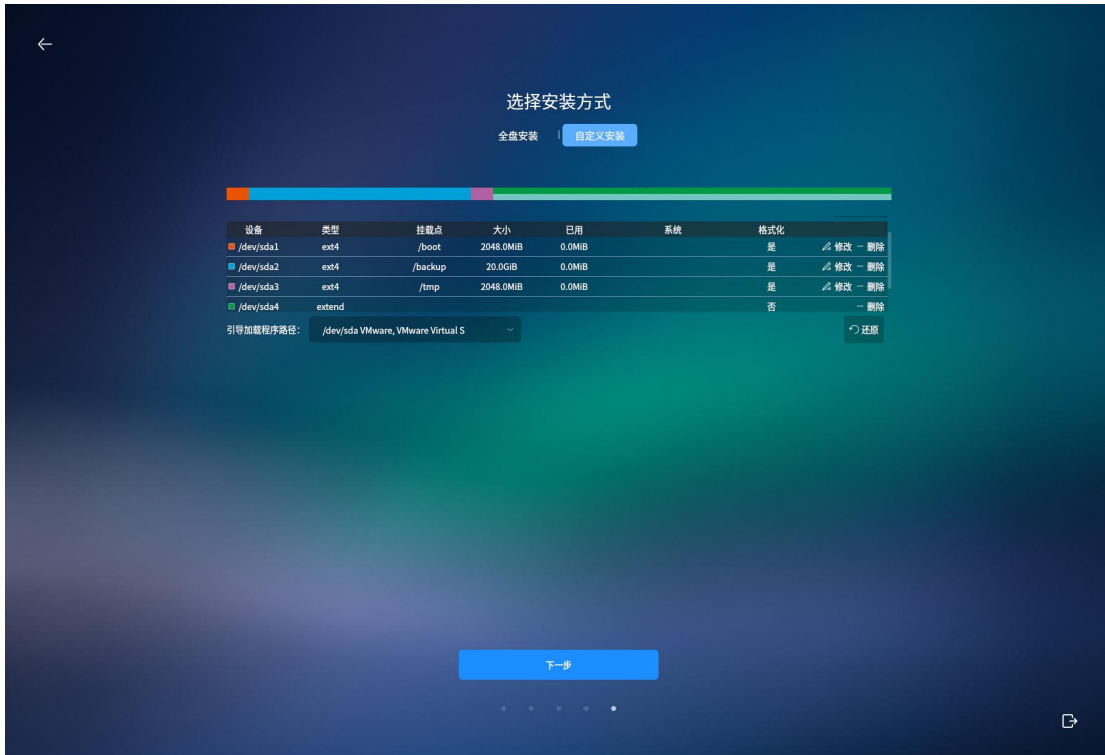 选择安装方式
全盘安装 | 自定义安装
设备 类型 挂载点 大小 已用 系统 格式化
/dev/sda1 ext4 /boot 2048.0MiB 0.0MiB 是 修改 删除
/dev/sda2 ext4 /backup 20.0GiB 0.0MiB 是 修改 删除
/dev/sda3 ext4 /tmp 2048.0MiB 0.0MiB 是 修改 删除
/dev/sda4 extend 否 删除
引导加载程序路径: /dev/sda VMware, VMware Virtual S 还原
下一步